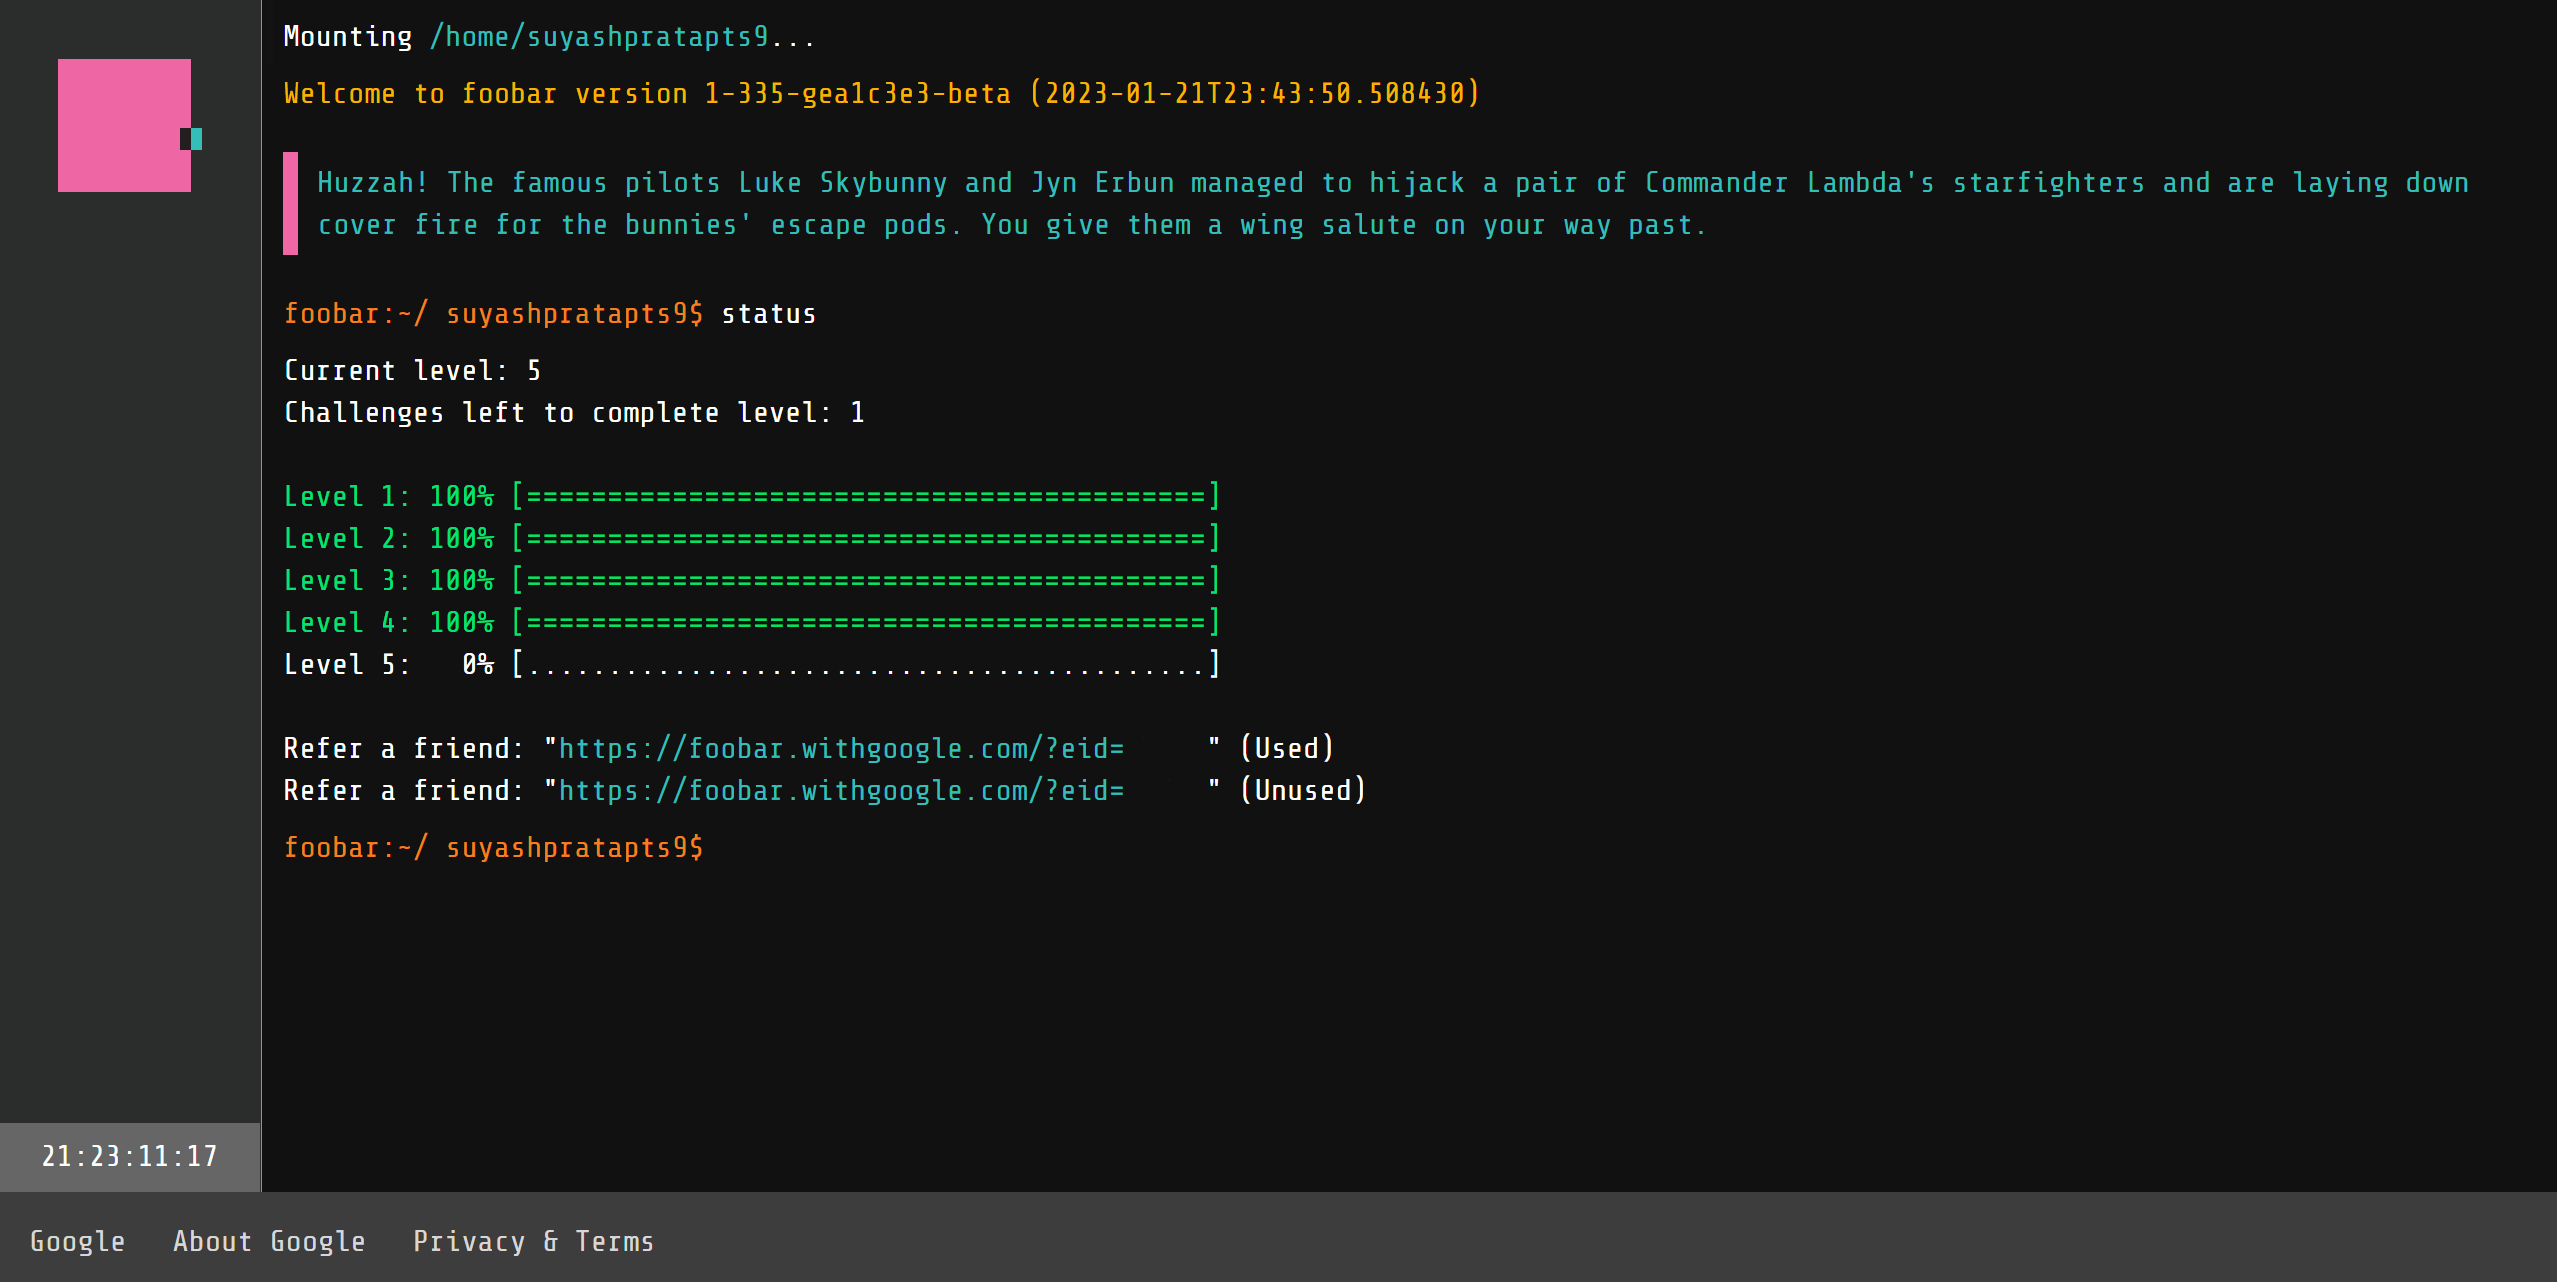 Mounting /home/suyashpratapts9...
Welcome to foobar version 1-335-gea1c3e3-beta (2023-01-21T23:43:50.508430)
Huzzah! The famous pilots Luke Skybunny and Jyn Erbun managed to hijack a pair of Commander Lambda's starfighters and are laying down
cover fire for the bunnies' escape pods. You give them a wing salute on your way past.
foobar:~/ suyashpratapts9$ status
Current level: 5
Challenges left to complete level: 1
Level 1: 100% [==========================================]
Level 2: 100% [==========================================]
Level 3: 100% [==========================================]
Level 4: 100% [==========================================]
Level 5:   0% [..........................................]
Refer a friend: "https://foobar.withgoogle.com/?eid=     " (Used)
Refer a friend: "https://foobar.withgoogle.com/?eid=     " (Unused)
foobar:~/ suyashpratapts9$
21:23:11:17
Google   About Google   Privacy & Terms